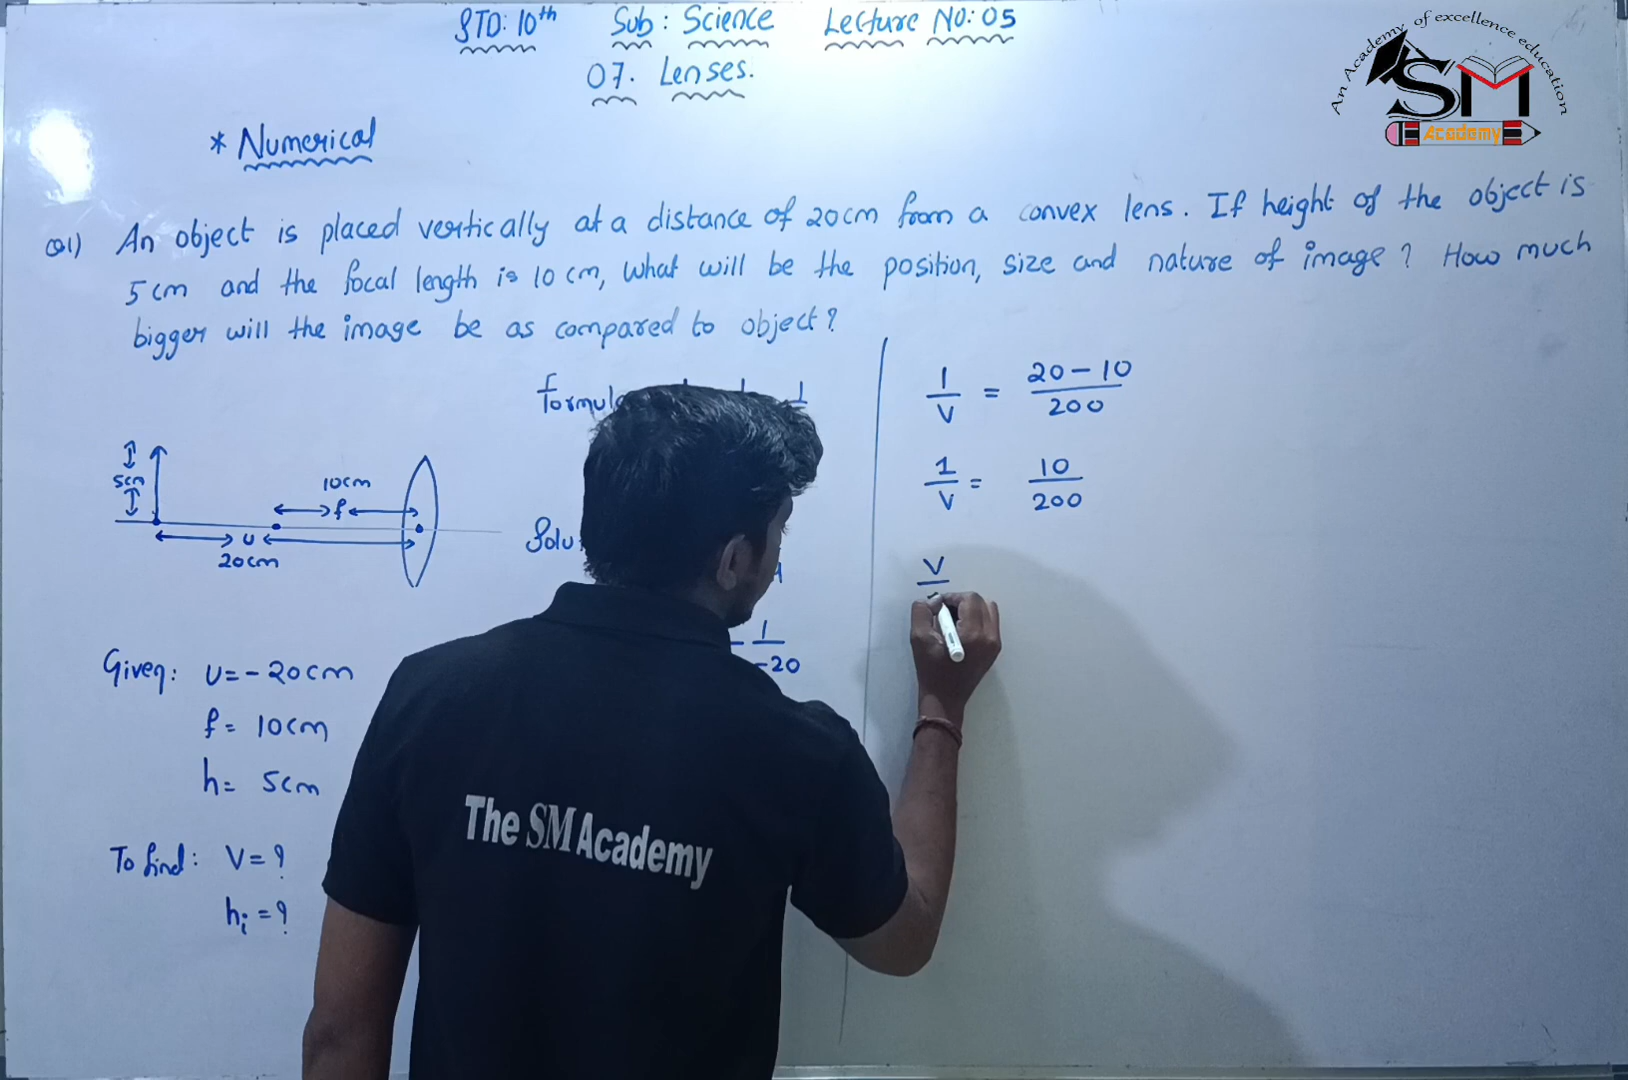 STD: 10th Sub: Science Lecture No: 05
07. Lenses.
An Academy of excellence education
SM
Academy
* Numerical
Q1) An object is placed vertically at a distance of 20cm from a convex lens. If height of the object is
5cm and the focal length is 10 cm, what will be the position, size and nature of image? How much
bigger will the image be as compared to object?
5cm
10cm
f
u
20cm
Given: u=-20cm
f= 10cm
h= 5cm
To find: V=?
hi =?
1
-20
1/V = 20-10/200
1/V = 10/200
V
The SM Academy